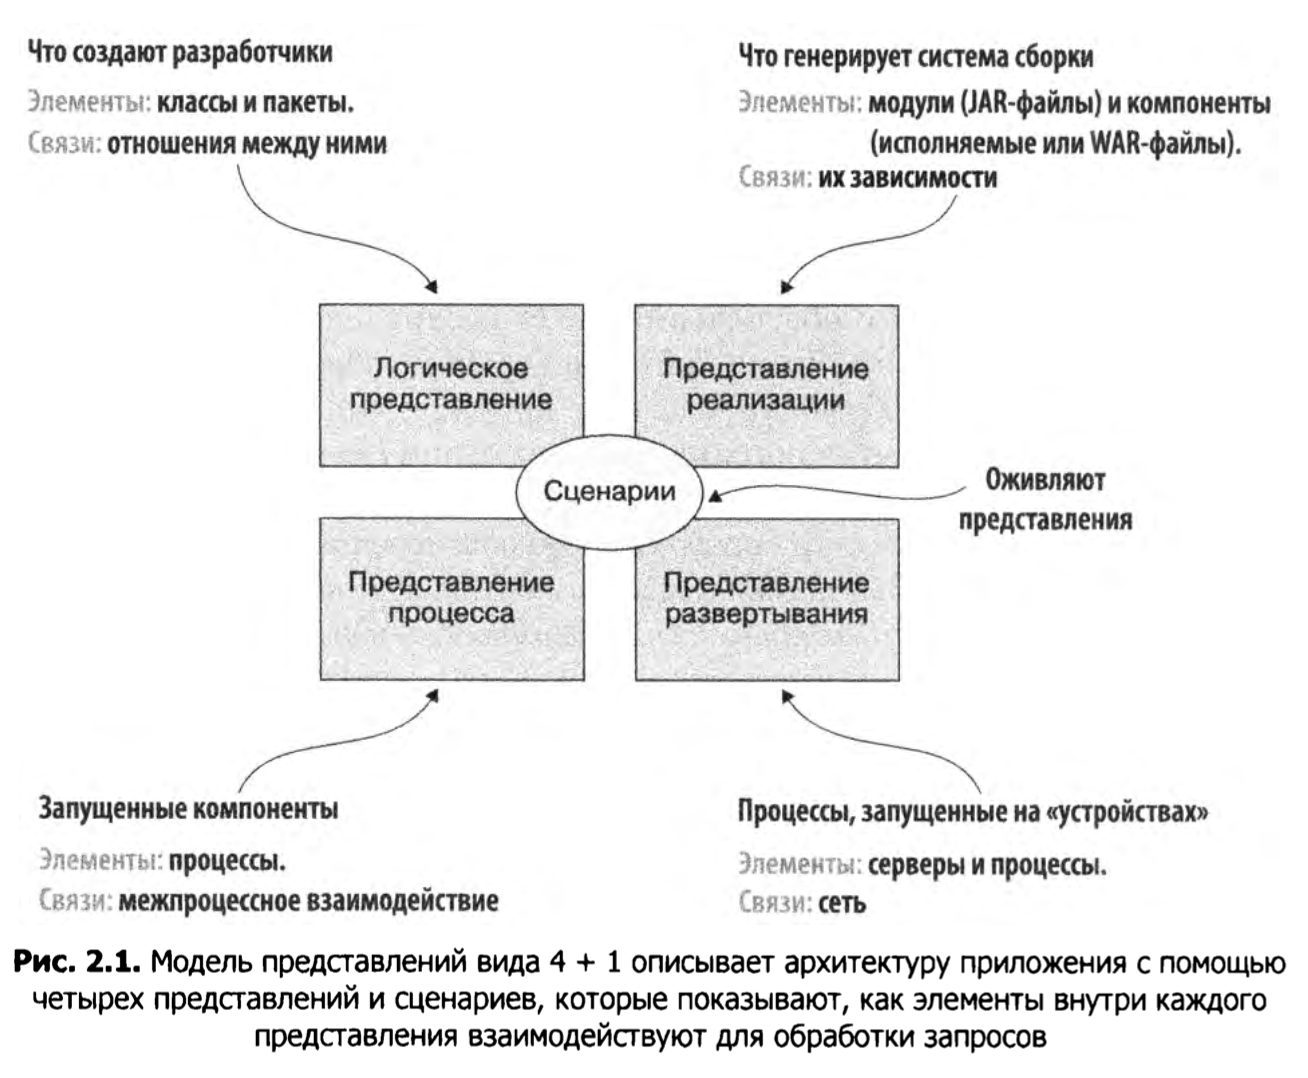 Что создают разработчики
Элементы: классы и пакеты.
Связи: отношения между ними
Что генерирует система сборки
Элементы: модули (JAR-файлы) и компоненты
(исполняемые или WAR-файлы).
Связи: их зависимости
Логическое
представление
Представление
реализации
Сценарии
Оживляют
представления
Представление
процесса
Представление
развертывания
Запущенные компоненты
Элементы: процессы.
Связи: межпроцессное взаимодействие
Процессы, запущенные на «устройствах»
Элементы: серверы и процессы.
Связи: сеть
Рис. 2.1. Модель представлений вида 4 + 1 описывает архитектуру приложения с помощью
четырех представлений и сценариев, которые показывают, как элементы внутри каждого
представления взаимодействуют для обработки запросов